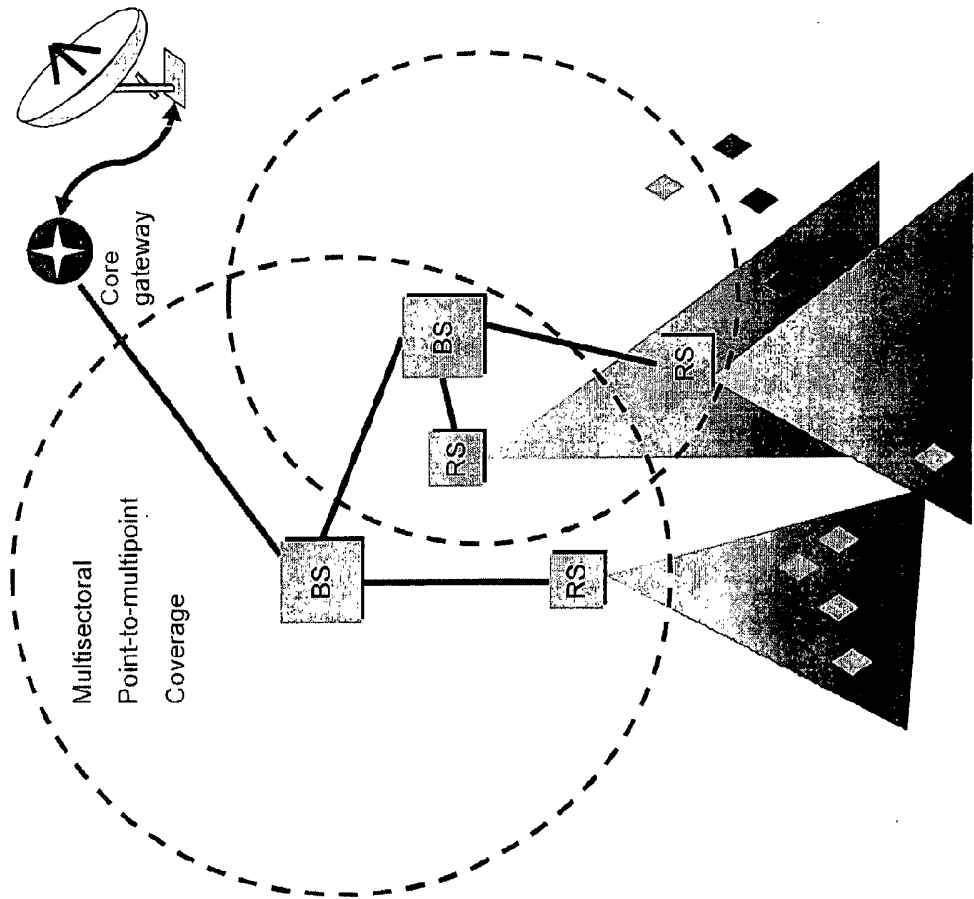 Multisectoral
Point-to-multipoint
Coverage
Core
gateway
BS
BS
RS
RS
RS